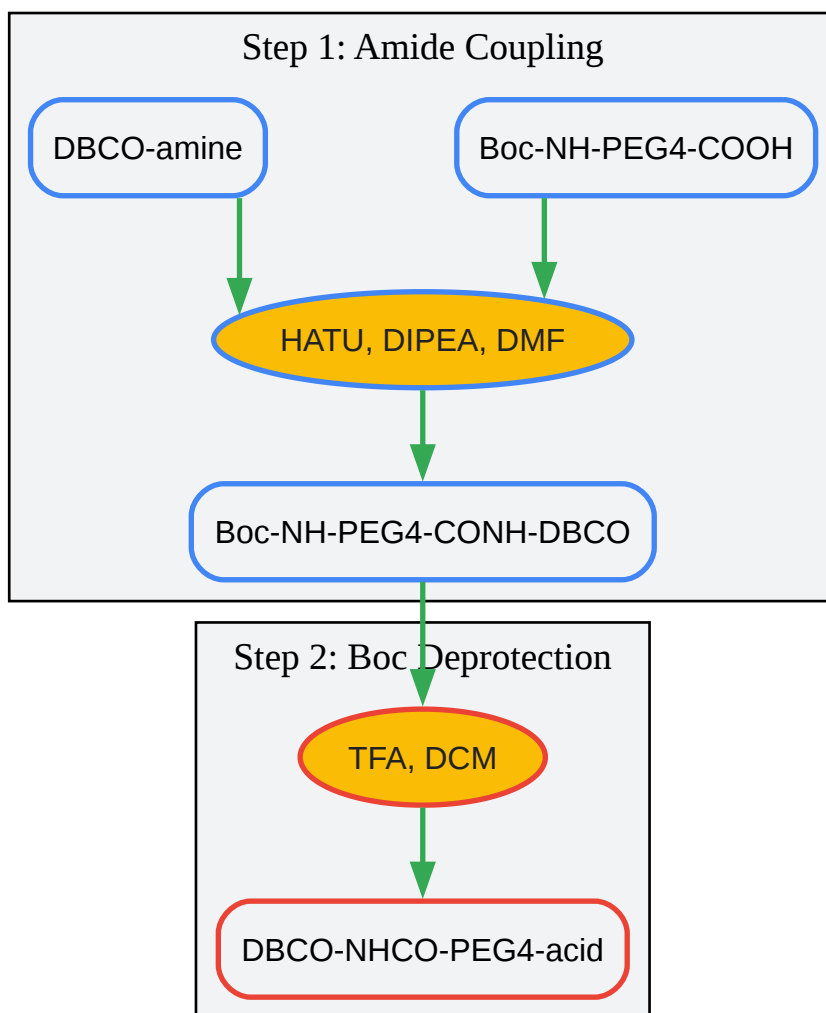 Step 1: Amide Coupling
DBCO-amine
Boc-NH-PEG4-COOH
HATU, DIPEA, DMF
Boc-NH-PEG4-CONH-DBCO
Step 2: Boc Deprotection
TFA, DCM
DBCO-NHCO-PEG4-acid